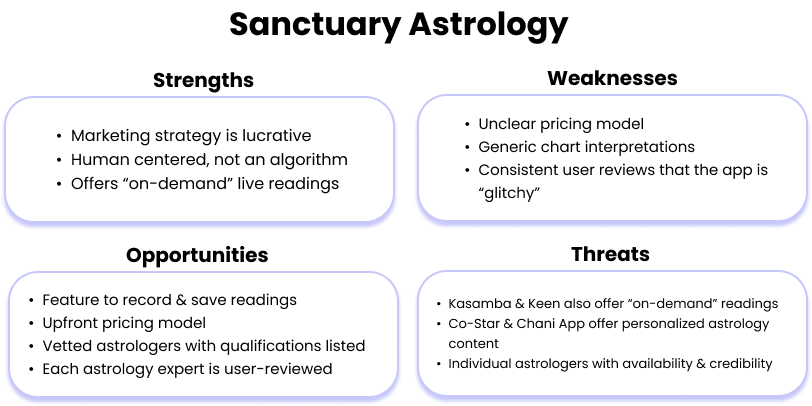 Sanctuary Astrology
Strengths
• Marketing strategy is lucrative
• Human centered, not an algorithm
• Offers “on-demand” live readings
Weaknesses
• Unclear pricing model
• Generic chart interpretations
• Consistent user reviews that the app is
“glitchy”
Opportunities
• Feature to record & save readings
• Upfront pricing model
• Vetted astrologers with qualifications listed
• Each astrology expert is user-reviewed
Threats
• Kasamba & Keen also offer “on-demand” readings
• Co-Star & Chani App offer personalized astrology
content
• Individual astrologers with availability & credibility